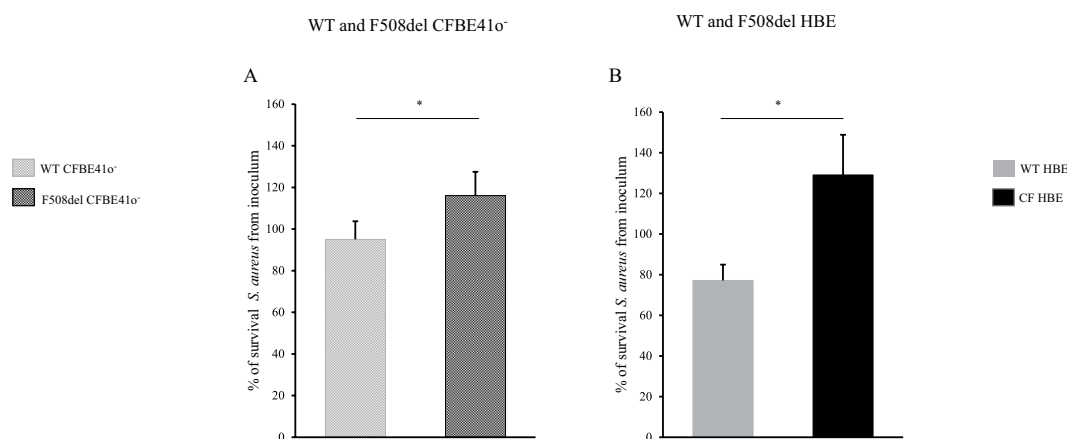 WT and F508del CFBE41o-
WT and F508del HBE
A
B
*
*
% of survival S. aureus from inoculum
160
140
120
100
80
60
40
20
0
% of survival S. aureus from inoculum
160
140
120
100
80
60
40
20
0
WT CFBE41o-
F508del CFBE41o-
WT HBE
CF HBE